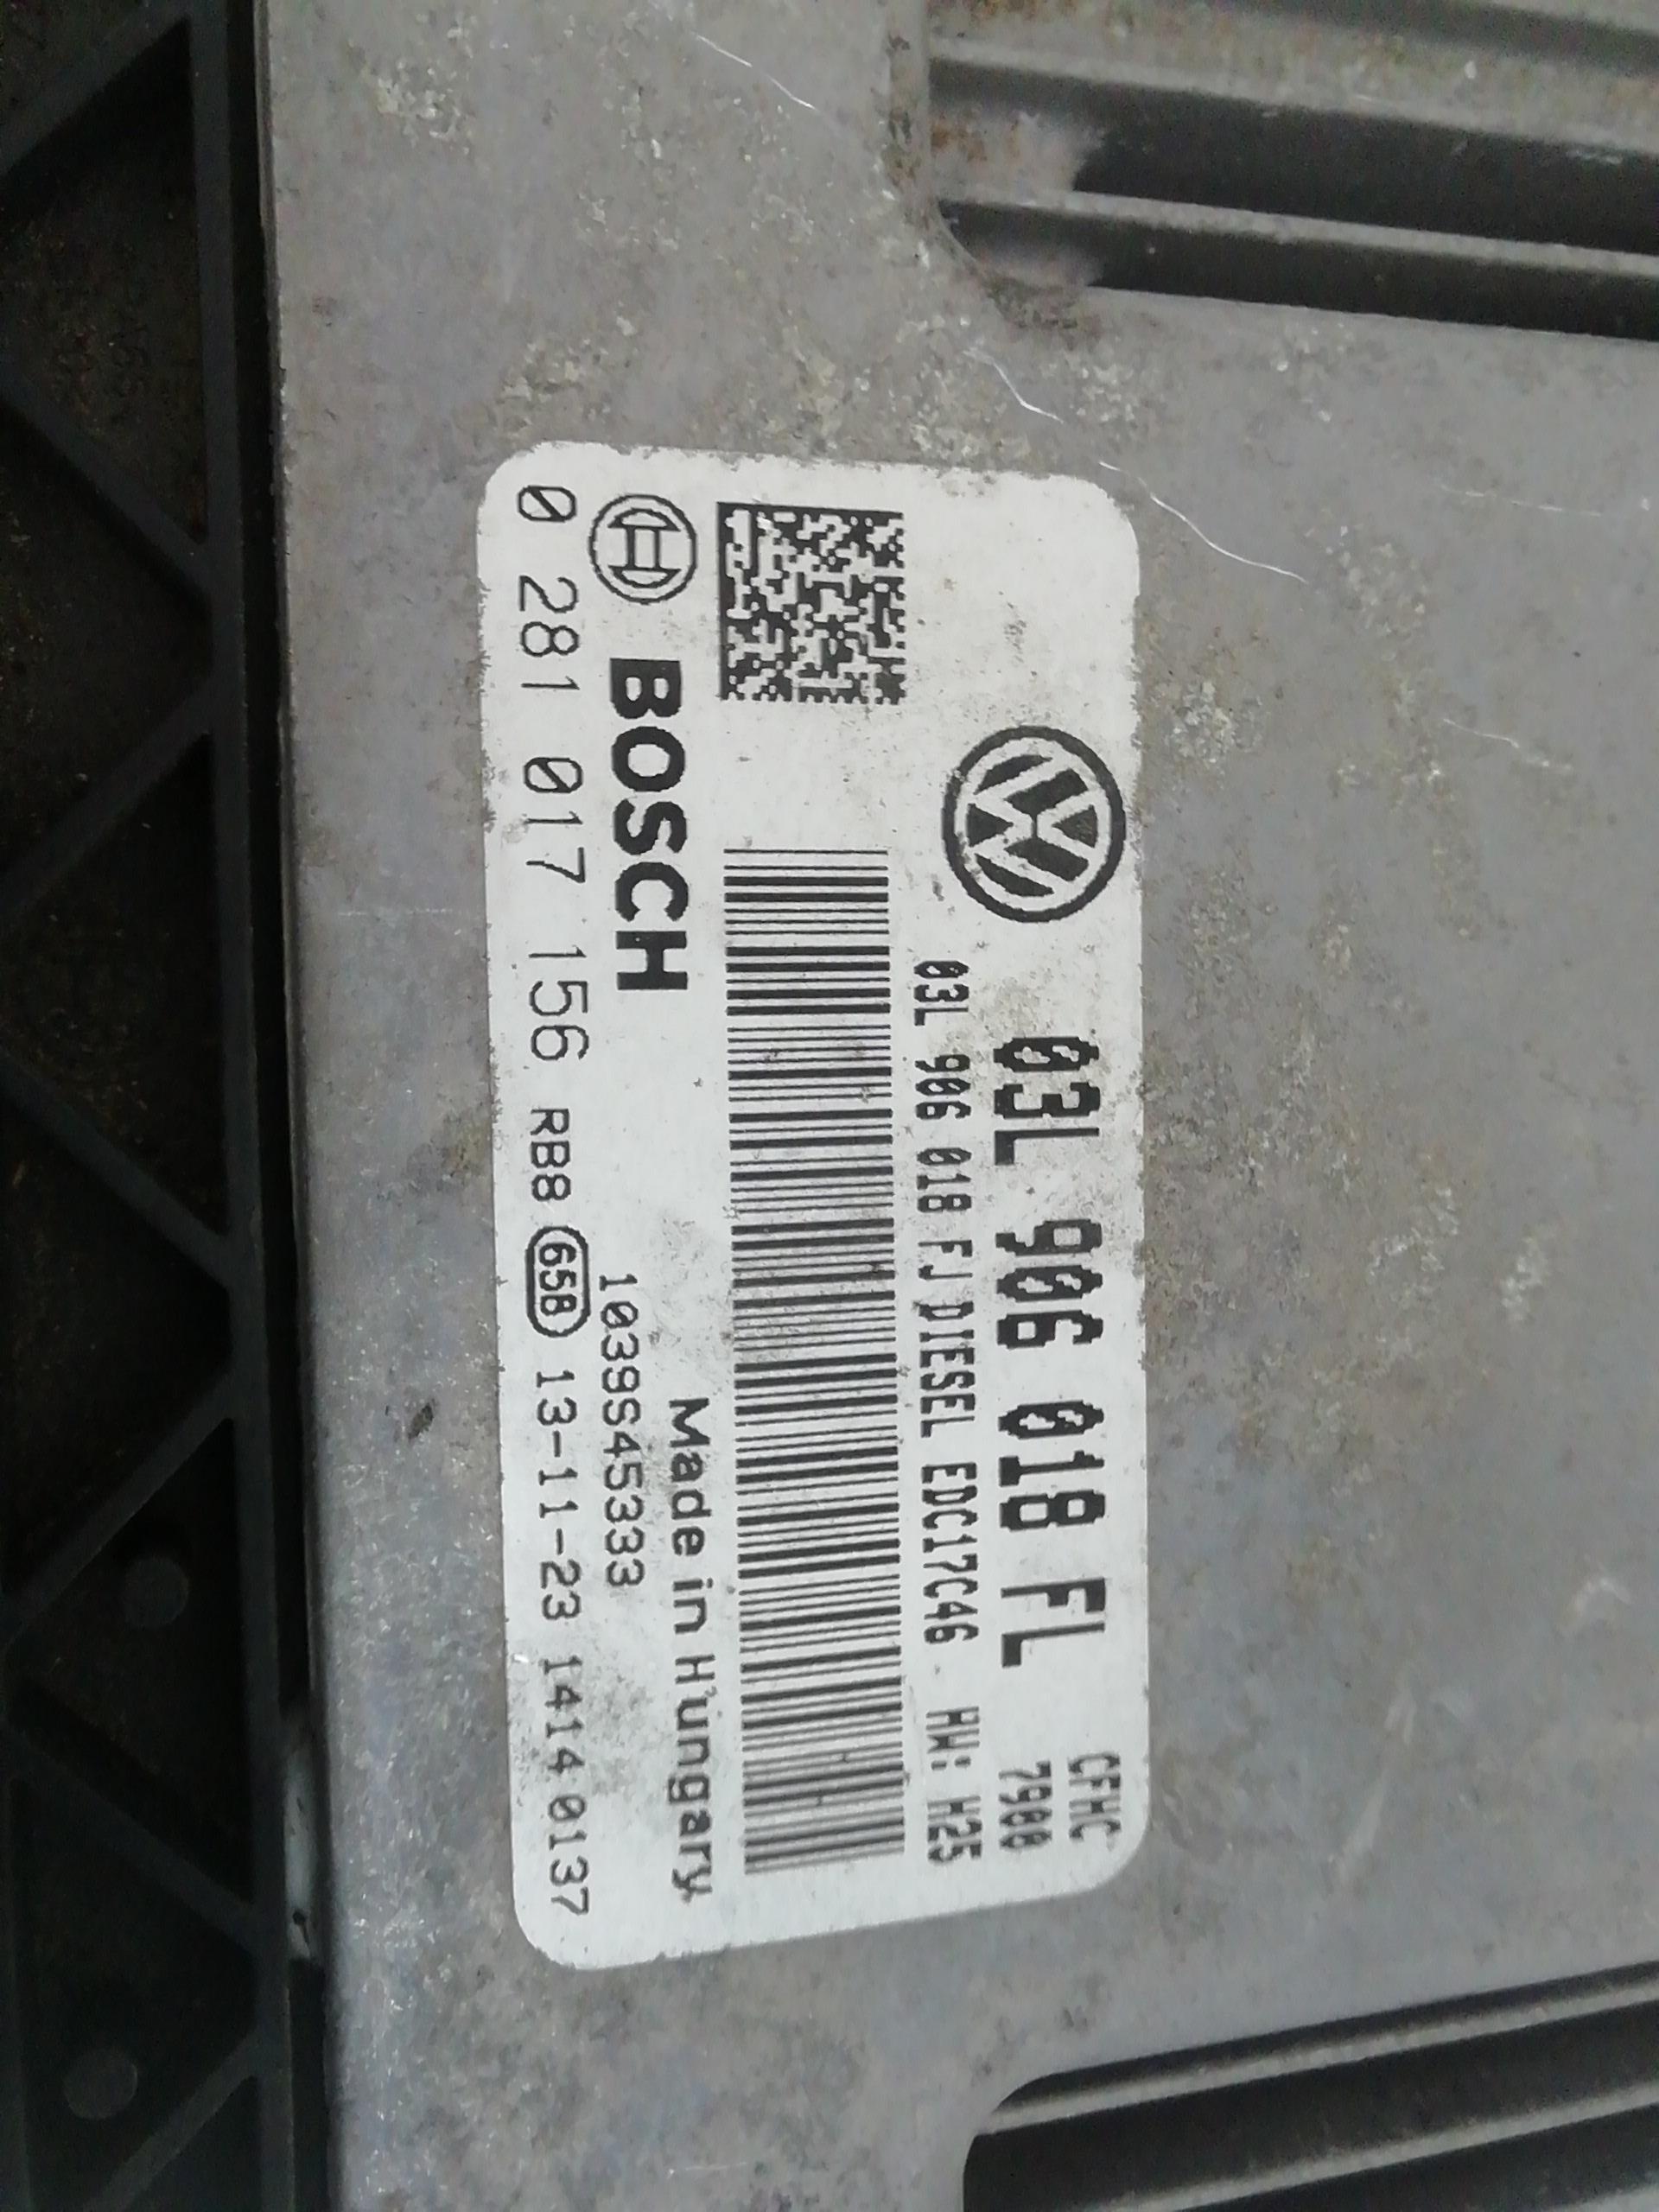 03L 906 018 FL
CFHC
7900
03L 906 018 FJ DIESEL EDC17C46 HW: H25
BOSCH
Made in Hungary
1039S45333
0 281 017 156 RB8 65B 13-11-23 1414 0137